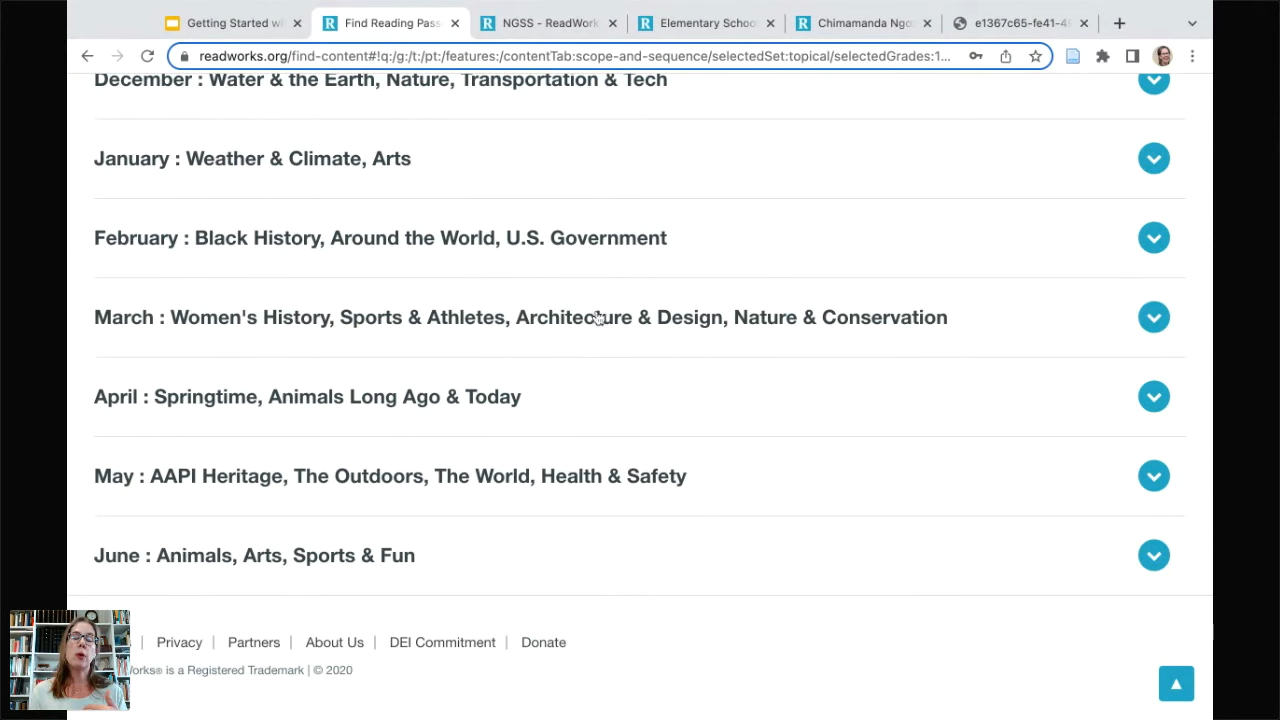 Getting Started wi
Find Reading Pass
NGSS - ReadWork
Elementary Schoo
Chimamanda Ngo
e1367c65-fe41-49
readworks.org/find-content#!q:/g:/t:/pt:/features:/contentTab:scope-and-sequence/selectedSet:topical/selectedGrades:1...
December : Water & the Earth, Nature, Transportation & Tech
January : Weather & Climate, Arts
February : Black History, Around the World, U.S. Government
March : Women's History, Sports & Athletes, Architecture & Design, Nature & Conservation
April : Springtime, Animals Long Ago & Today
May : AAPI Heritage, The Outdoors, The World, Health & Safety
June : Animals, Arts, Sports & Fun
| Privacy | Partners | About Us | DEI Commitment | Donate
orks® is a Registered Trademark | © 2020